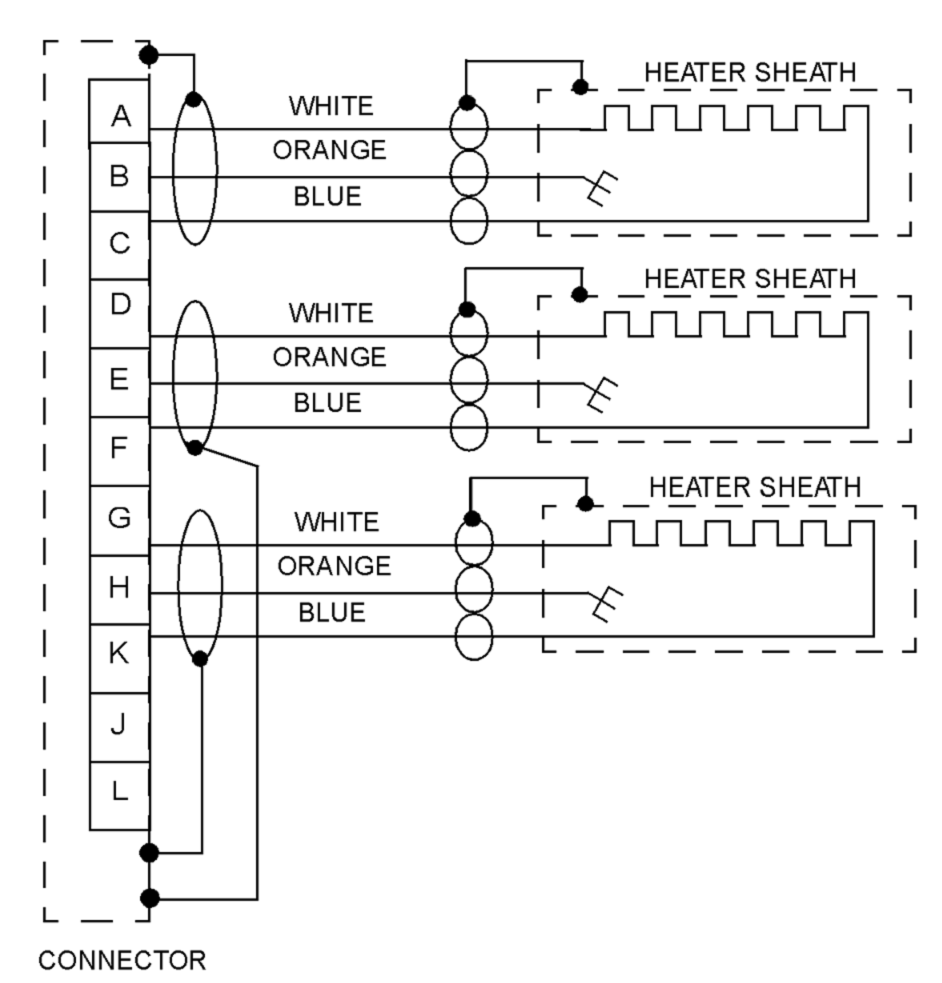 HEATER SHEATH
A
WHITE
ORANGE
B
BLUE
C
HEATER SHEATH
D
WHITE
ORANGE
E
BLUE
F
HEATER SHEATH
G
WHITE
ORANGE
H
BLUE
K
J
L
CONNECTOR